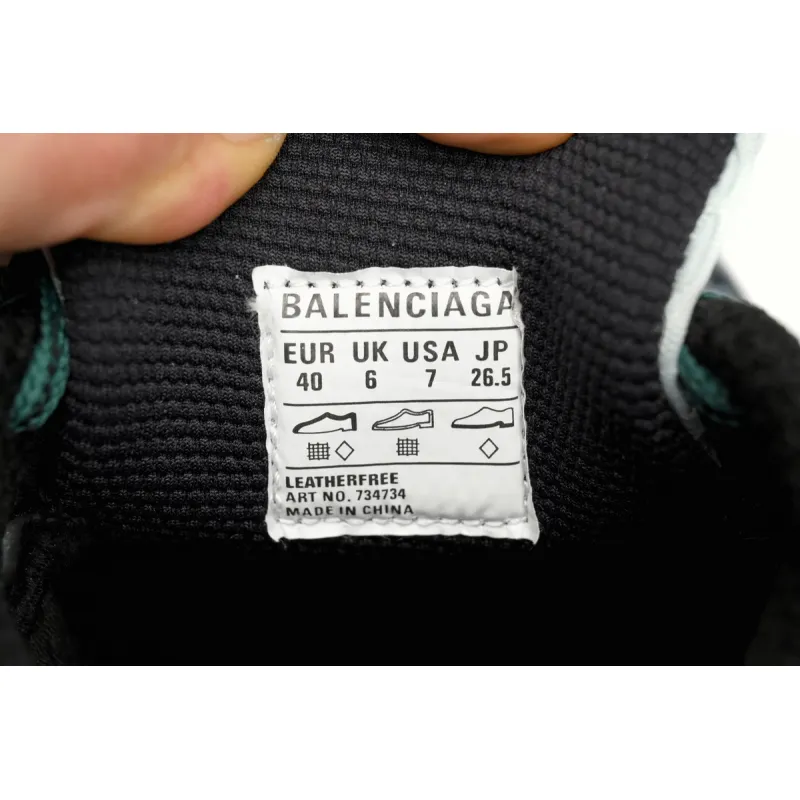 BALENCIAGA
EUR UK USA JP
40 6 7 26.5
LEATHERFREE
ART NO. 734734
MADE IN CHINA